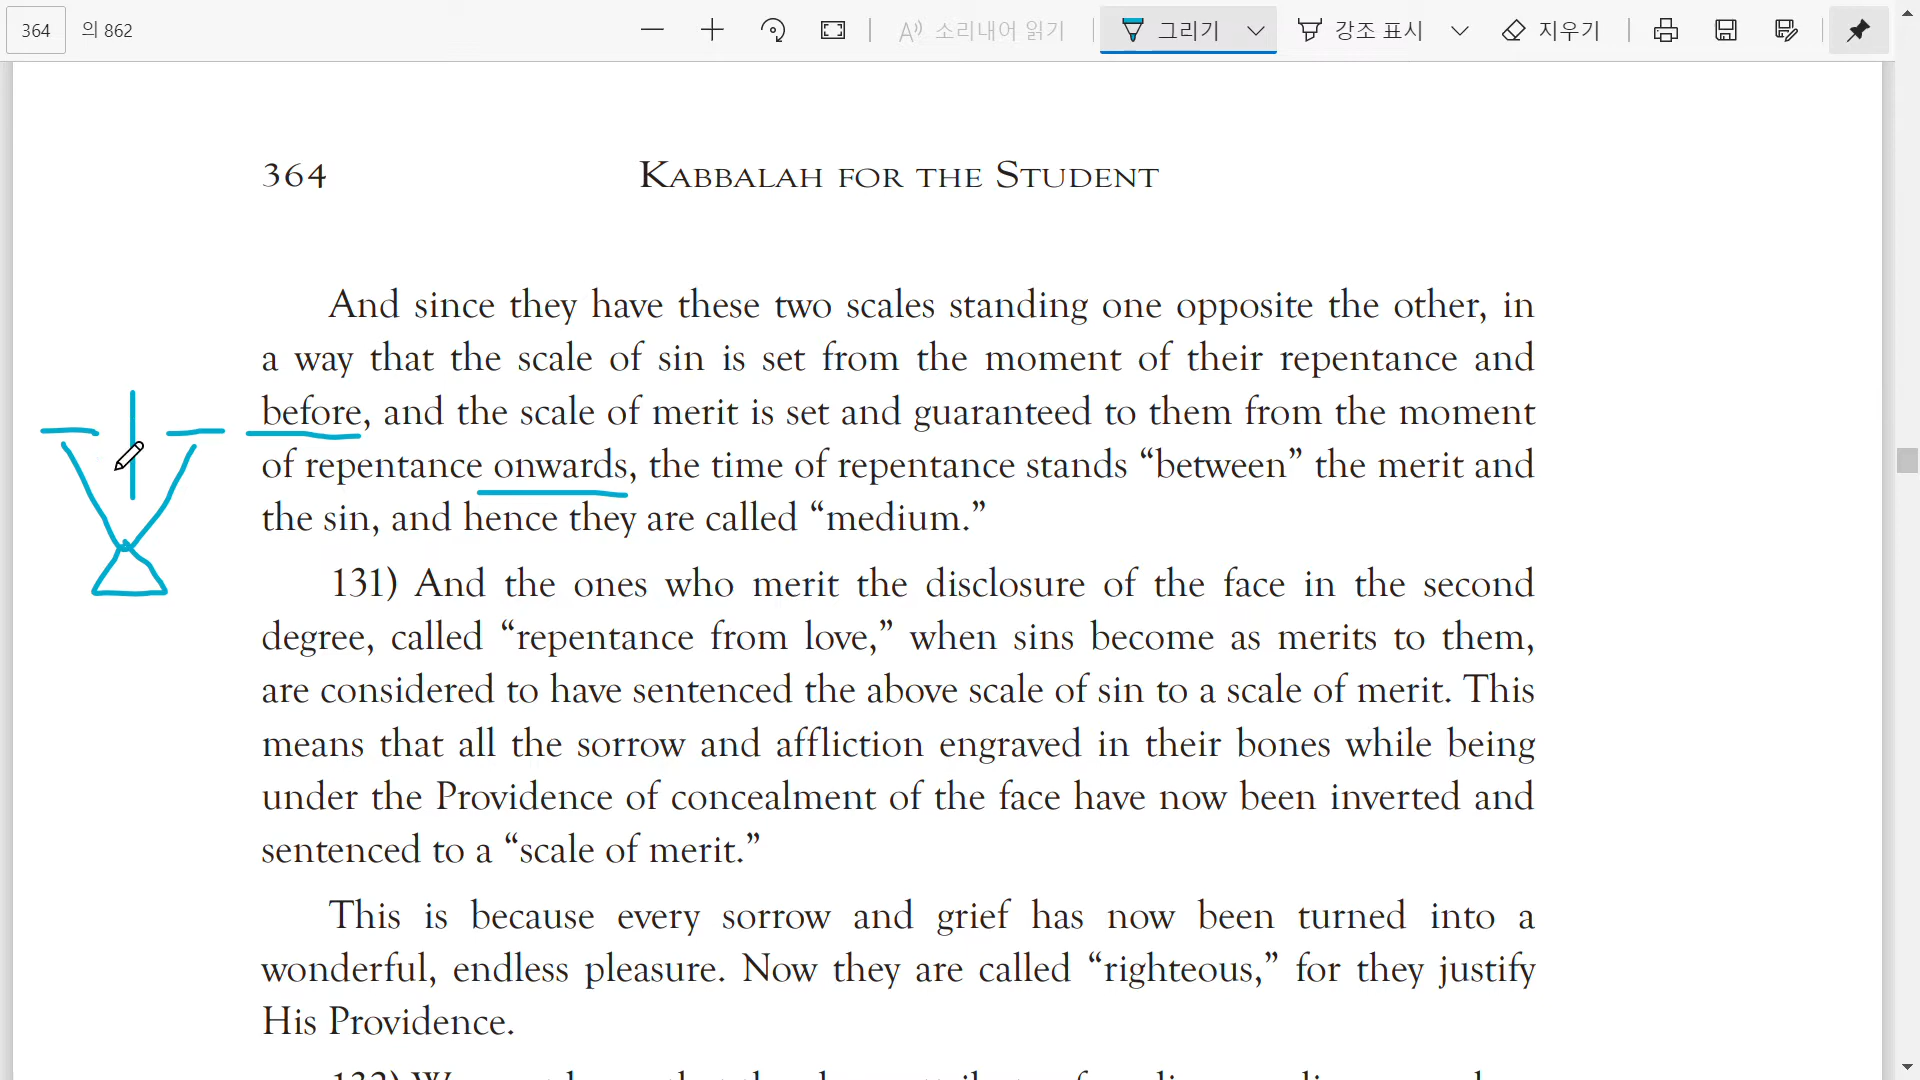 364 의 862 A 소리내어 읽기 그리기 강조 표시 지우기
364 KABBALAH FOR THE STUDENT
And since they have these two scales standing one opposite the other, in
a way that the scale of sin is set from the moment of their repentance and
before, and the scale of merit is set and guaranteed to them from the moment
of repentance onwards, the time of repentance stands “between” the merit and
the sin, and hence they are called “medium.”
131) And the ones who merit the disclosure of the face in the second
degree, called “repentance from love,” when sins become as merits to them,
are considered to have sentenced the above scale of sin to a scale of merit. This
means that all the sorrow and affliction engraved in their bones while being
under the Providence of concealment of the face have now been inverted and
sentenced to a “scale of merit.”
This is because every sorrow and grief has now been turned into a
wonderful, endless pleasure. Now they are called “righteous,” for they justify
His Providence.